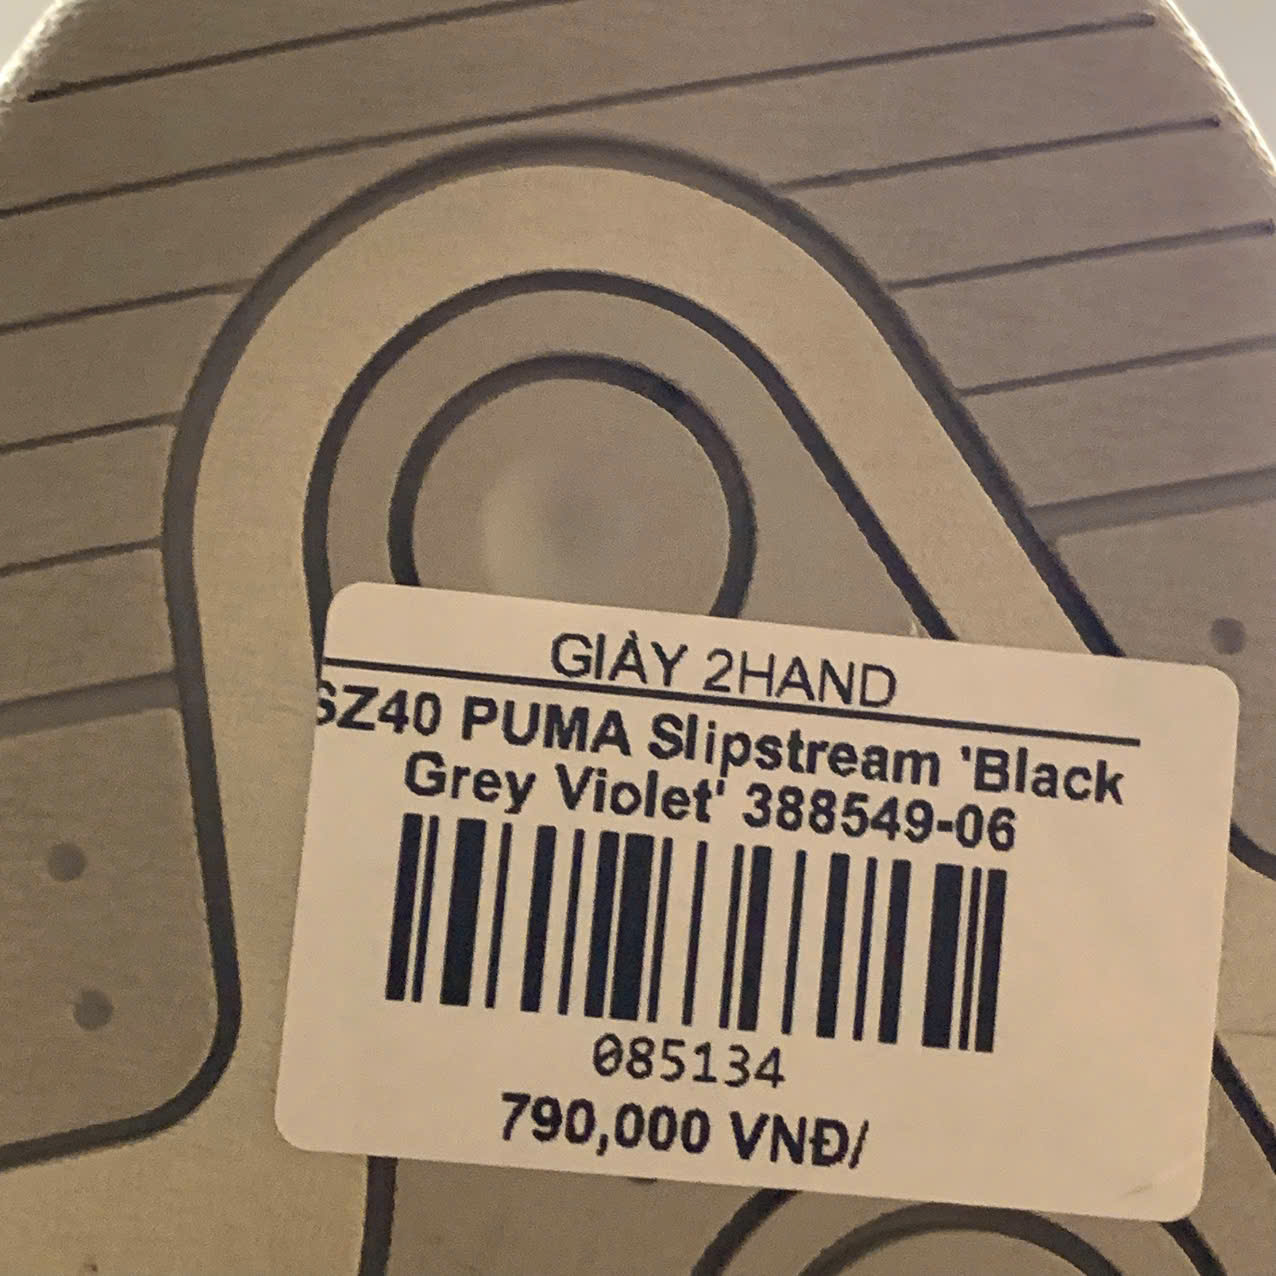 GIÀY 2HAND
SZ40 PUMA Slipstream 'Black
Grey Violet' 388549-06
085134
790,000 VNĐ/